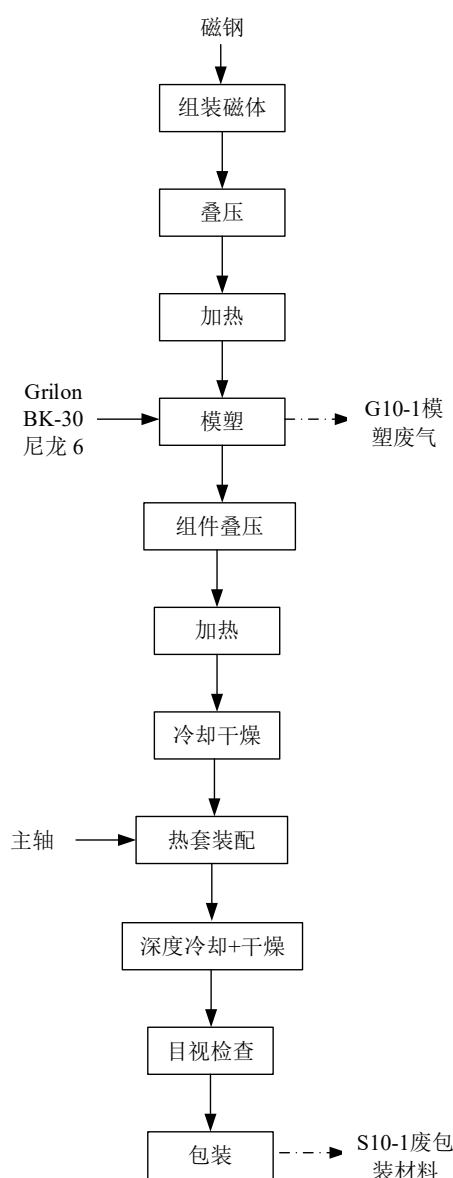 磁钢
组装磁体
叠压
加热
Grilon
BK-30
尼龙 6
模塑
G10-1模
塑废气
组件叠压
加热
冷却干燥
主轴
热套装配
深度冷却+干燥
目视检查
包装
S10-1废包
装材料